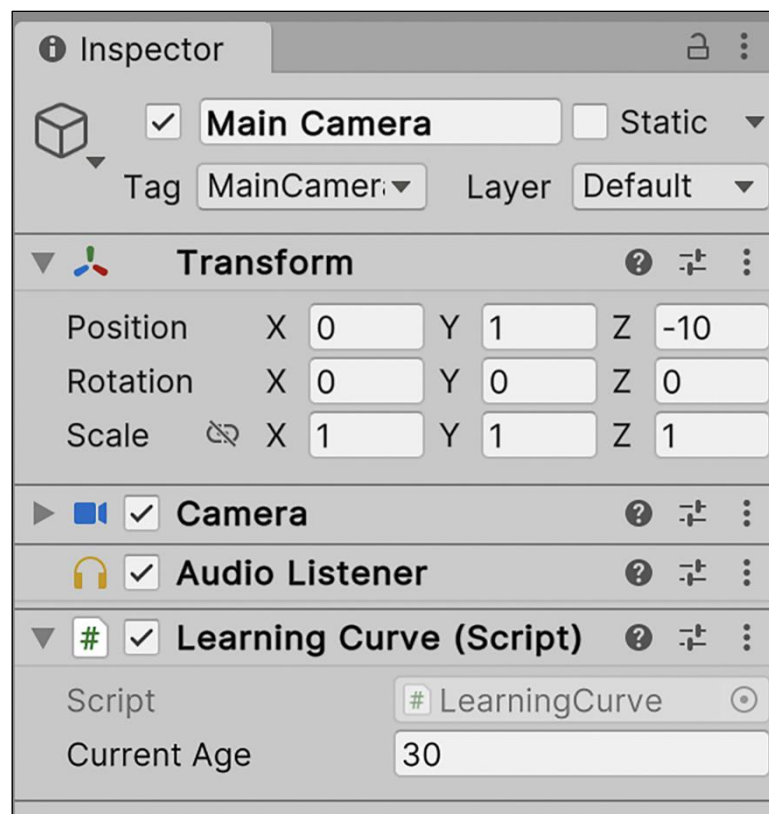 Inspector
Main Camera Static
Tag MainCamer Layer Default
Transform
Position X 0 Y 1 Z -10
Rotation X 0 Y 0 Z 0
Scale X 1 Y 1 Z 1
Camera
Audio Listener
# Learning Curve (Script)
Script # LearningCurve
Current Age 30